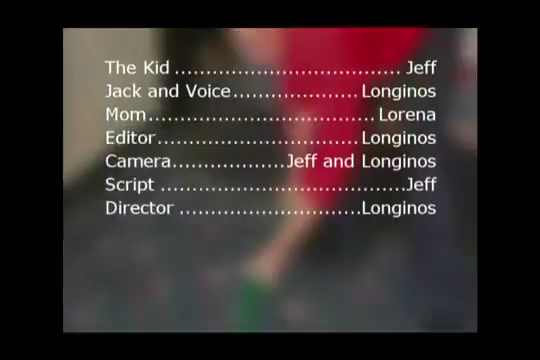 The Kid .................................... Jeff
Jack and Voice.................... Longinos
Mom.................................... Lorena
Editor................................ Longinos
Camera..................Jeff and Longinos
Script .......................................Jeff
Director .............................Longinos